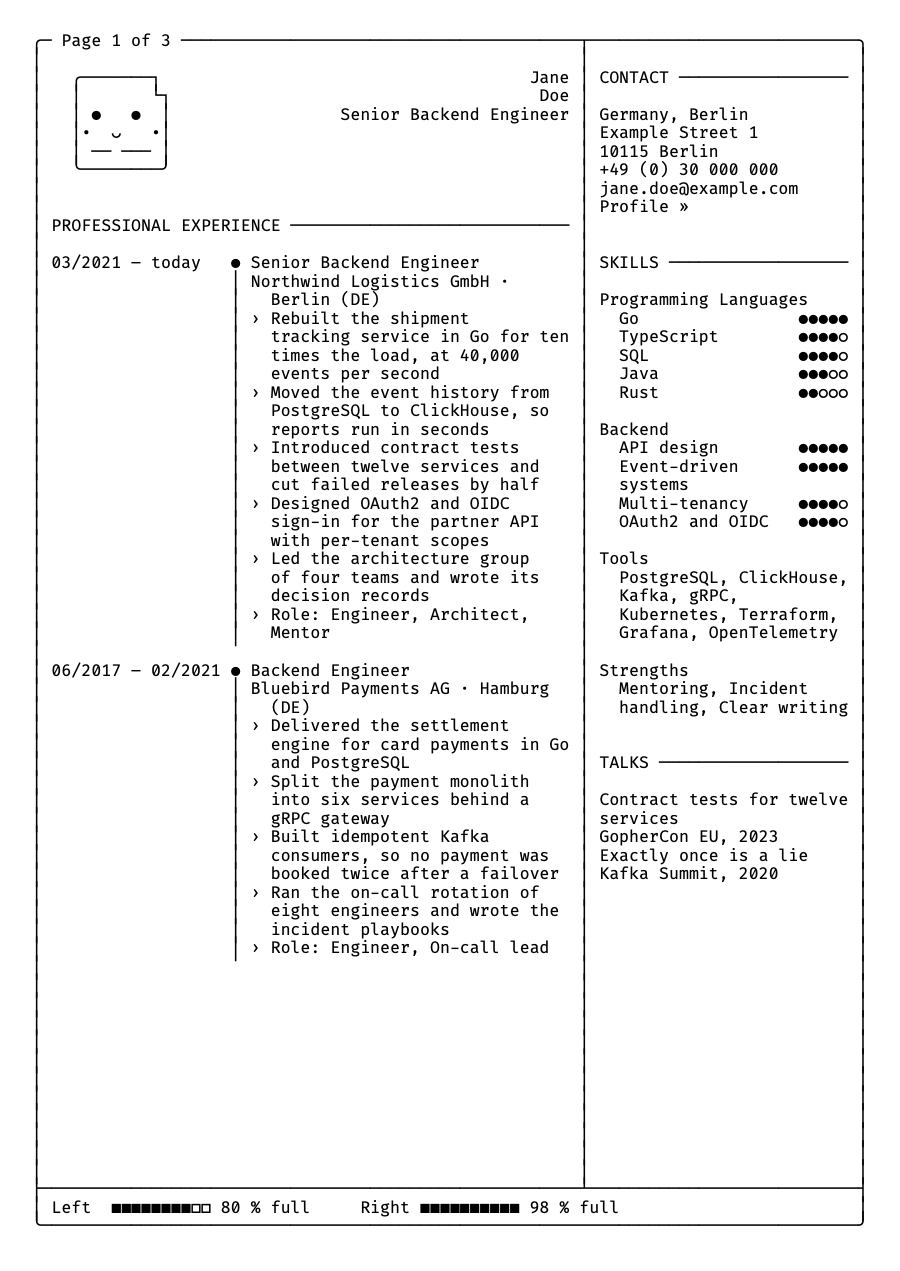 Page 1 of 3
Jane
Doe
Senior Backend Engineer
PROFESSIONAL EXPERIENCE
03/2021 – today ● Senior Backend Engineer
Northwind Logistics GmbH ·
Berlin (DE)
› Rebuilt the shipment
tracking service in Go for ten
times the load, at 40,000
events per second
› Moved the event history from
PostgreSQL to ClickHouse, so
reports run in seconds
› Introduced contract tests
between twelve services and
cut failed releases by half
› Designed OAuth2 and OIDC
sign-in for the partner API
with per-tenant scopes
› Led the architecture group
of four teams and wrote its
decision records
› Role: Engineer, Architect,
Mentor
06/2017 – 02/2021 ● Backend Engineer
Bluebird Payments AG · Hamburg
(DE)
› Delivered the settlement
engine for card payments in Go
and PostgreSQL
› Split the payment monolith
into six services behind a
gRPC gateway
› Built idempotent Kafka
consumers, so no payment was
booked twice after a failover
› Ran the on-call rotation of
eight engineers and wrote the
incident playbooks
› Role: Engineer, On-call lead
CONTACT
Germany, Berlin
Example Street 1
10115 Berlin
+49 (0) 30 000 000
jane.doe@example.com
Profile »
SKILLS
Programming Languages
Go ●●●●●
TypeScript ●●●●○
SQL ●●●●○
Java ●●●○○
Rust ●●○○○
Backend
API design ●●●●●
Event-driven ●●●●●
systems
Multi-tenancy ●●●●○
OAuth2 and OIDC ●●●●○
Tools
PostgreSQL, ClickHouse,
Kafka, gRPC,
Kubernetes, Terraform,
Grafana, OpenTelemetry
Strengths
Mentoring, Incident
handling, Clear writing
TALKS
Contract tests for twelve
services
GopherCon EU, 2023
Exactly once is a lie
Kafka Summit, 2020
Left ■■■■■■■■□□ 80 % full Right ■■■■■■■■■■ 98 % full